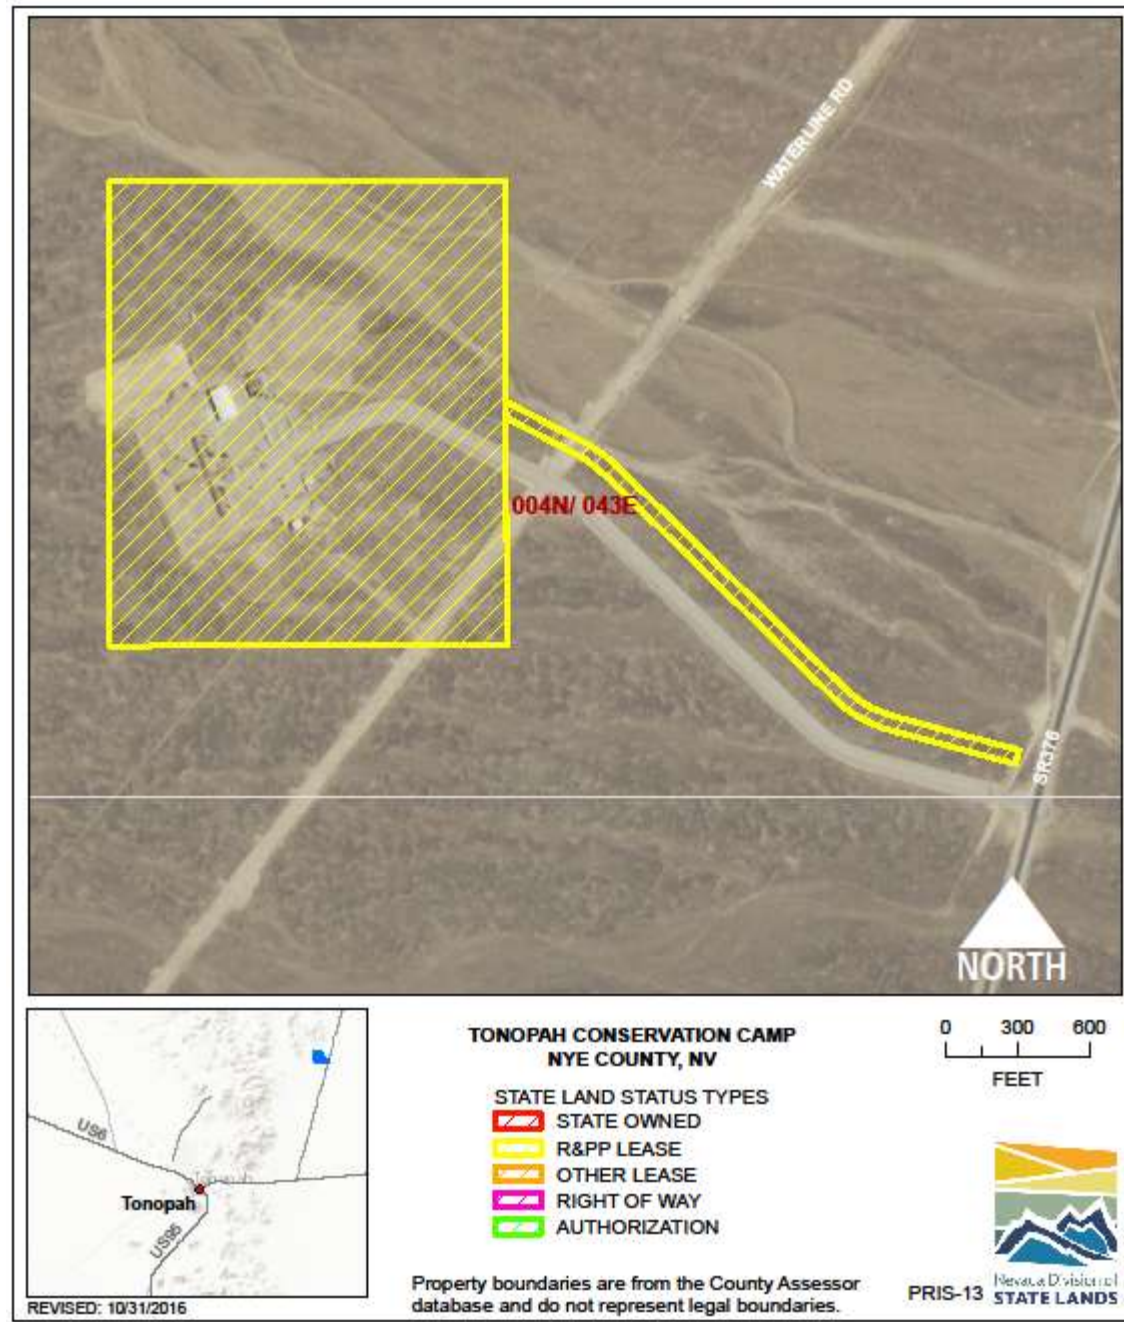 WATER LINE RD
004N/ 043E
SR376
NORTH
US6
Tonopah
US95
REVISED: 10/31/2016
TONOPAH CONSERVATION CAMP
NYE COUNTY, NV
STATE LAND STATUS TYPES
STATE OWNED
R&PP LEASE
OTHER LEASE
RIGHT OF WAY
AUTHORIZATION
Property boundaries are from the County Assessor
database and do not represent legal boundaries.
0 300 600
FEET
PRIS-13
Nevada Division of
STATE LANDS